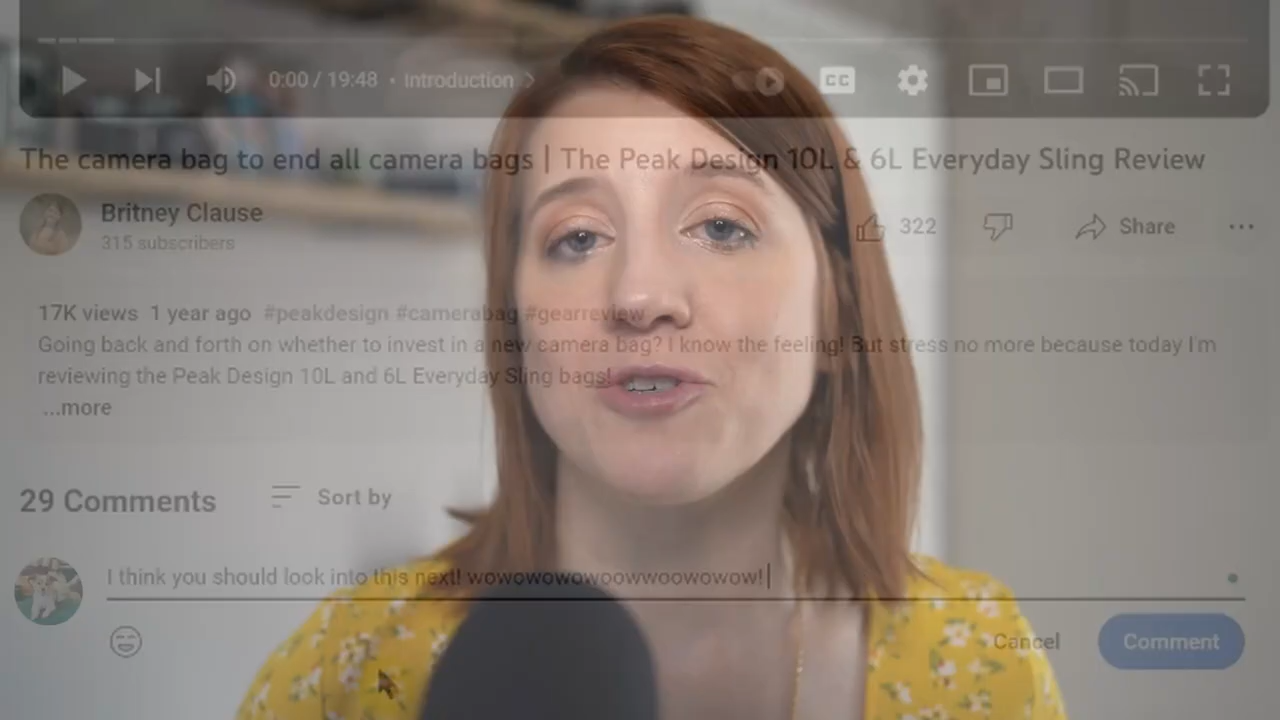 0:00 / 19:48 • Introduction
CC
The camera bag to end all camera bags | The Peak Design 10L & 6L Everyday Sling Review
Britney Clause
315 subscribers
322
Share
17K views 1 year ago #peakdesign #camerabag #gearreview
Going back and forth on whether to invest in a new camera bag? I know the feeling! But stress no more because today I'm
reviewing the Peak Design 10L and 6L Everyday Sling bags!
...more
29 Comments
Sort by
I think you should look into this next! wowowowowoowwoowowow!
Cancel
Comment